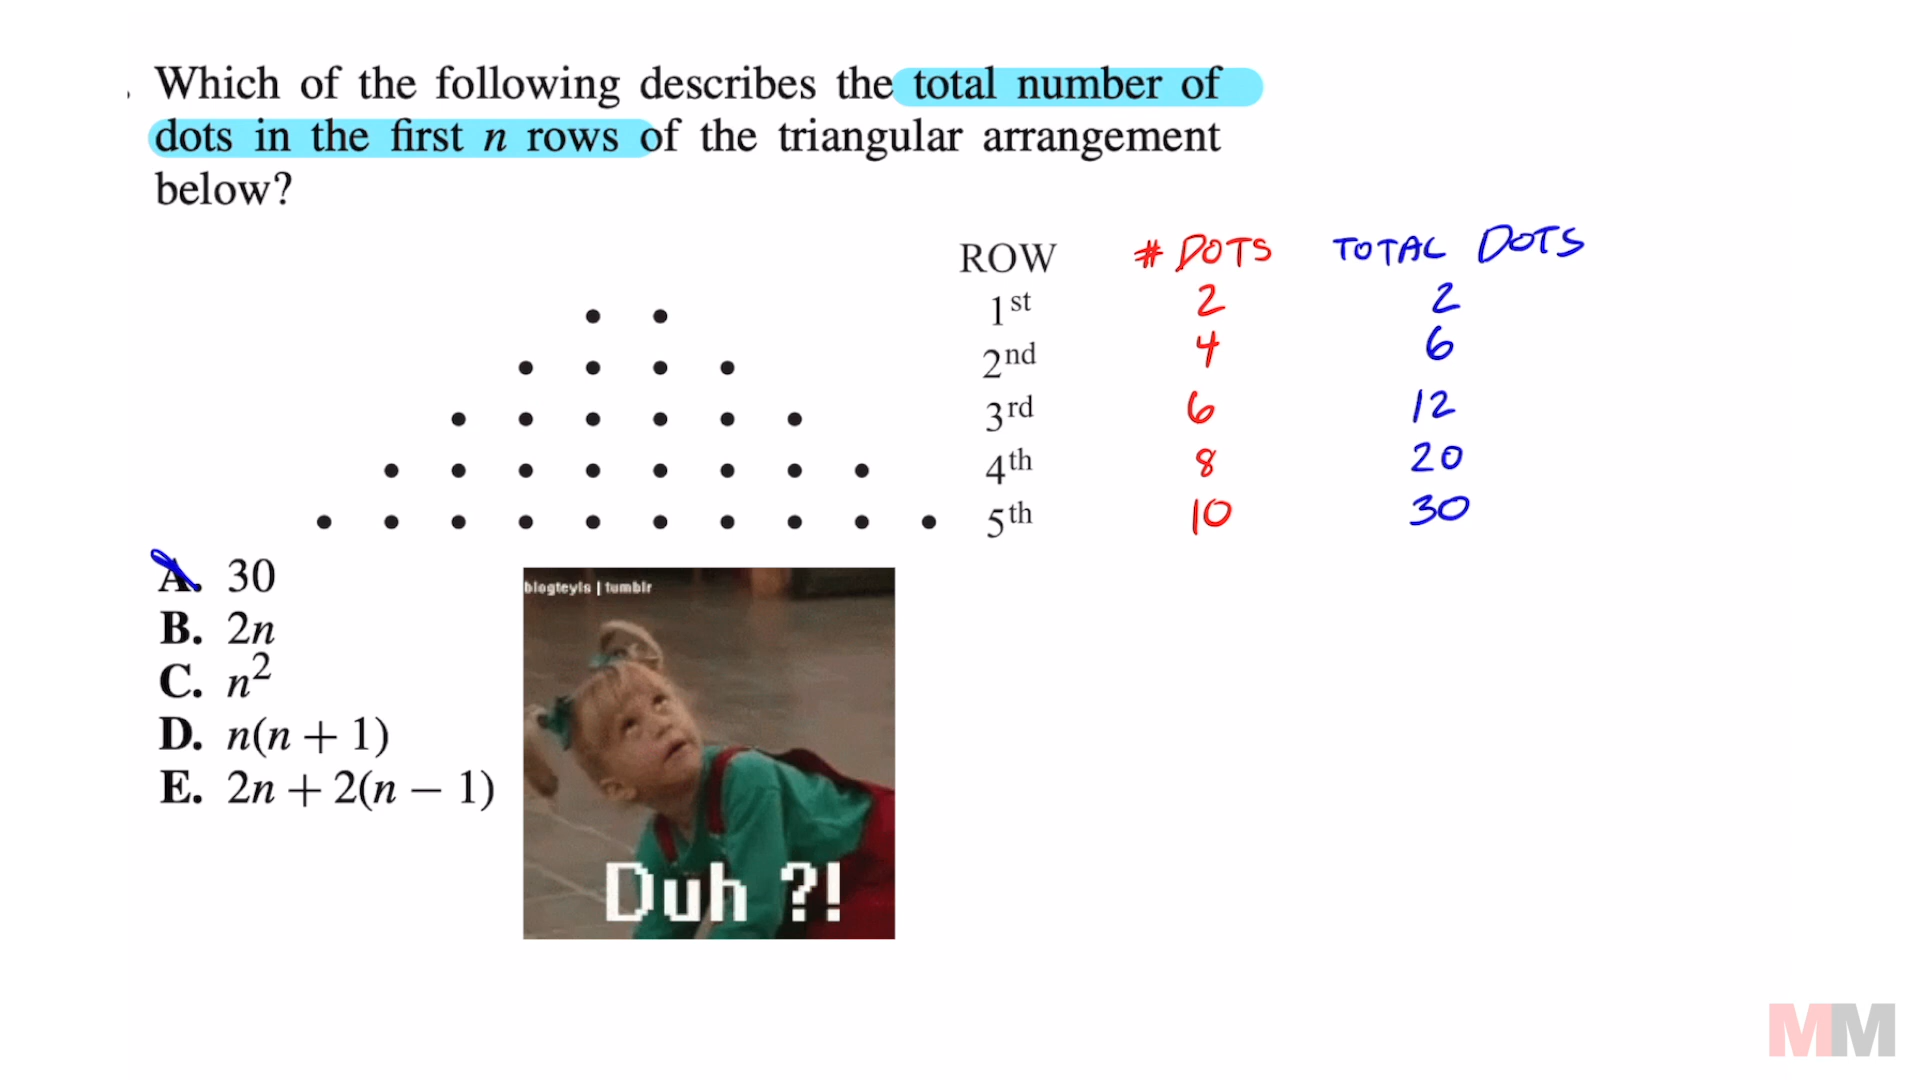 Which of the following describes the total number of
dots in the first n rows of the triangular arrangement
below?
ROW # DOTS TOTAL DOTS
1st 2 2
2nd 4 6
3rd 6 12
4th 8 20
5th 10 30
A. 30
B. 2n
C. n²
D. n(n + 1)
E. 2n + 2(n − 1)
blogteyls | tumblr
Duh ?!
MM